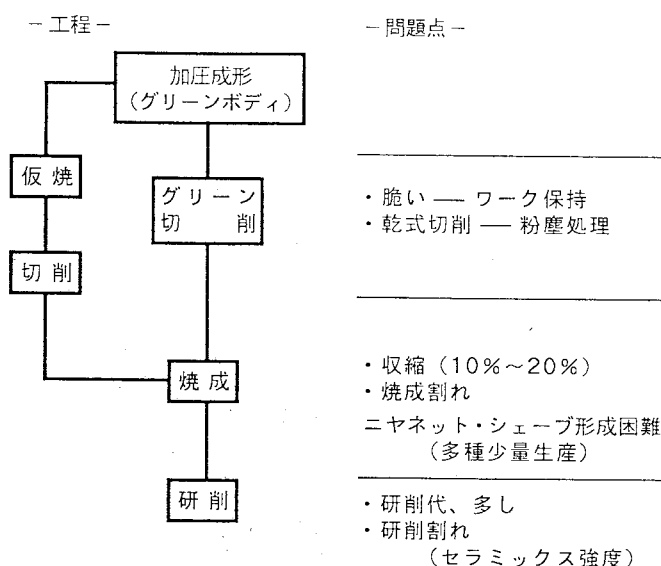 －工程－
－問題点－
加圧成形
（グリーンボディ）
仮焼
グリーン
切 削
・脆い — ワーク保持
・乾式切削 — 粉塵処理
切削
・収縮（10％～20％）
・焼成割れ
焼成
ニヤネット・シェーブ形成困難
（多種少量生産）
研削
・研削代、多し
・研削割れ
（セラミックス強度）